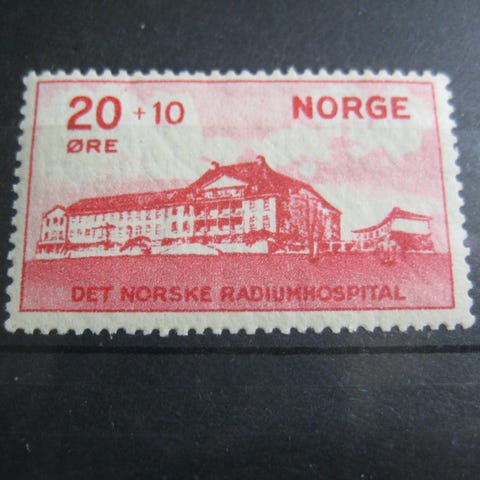 20 + 10 NORGE
ØRE
DET NORSKE RADIUMHOSPITAL